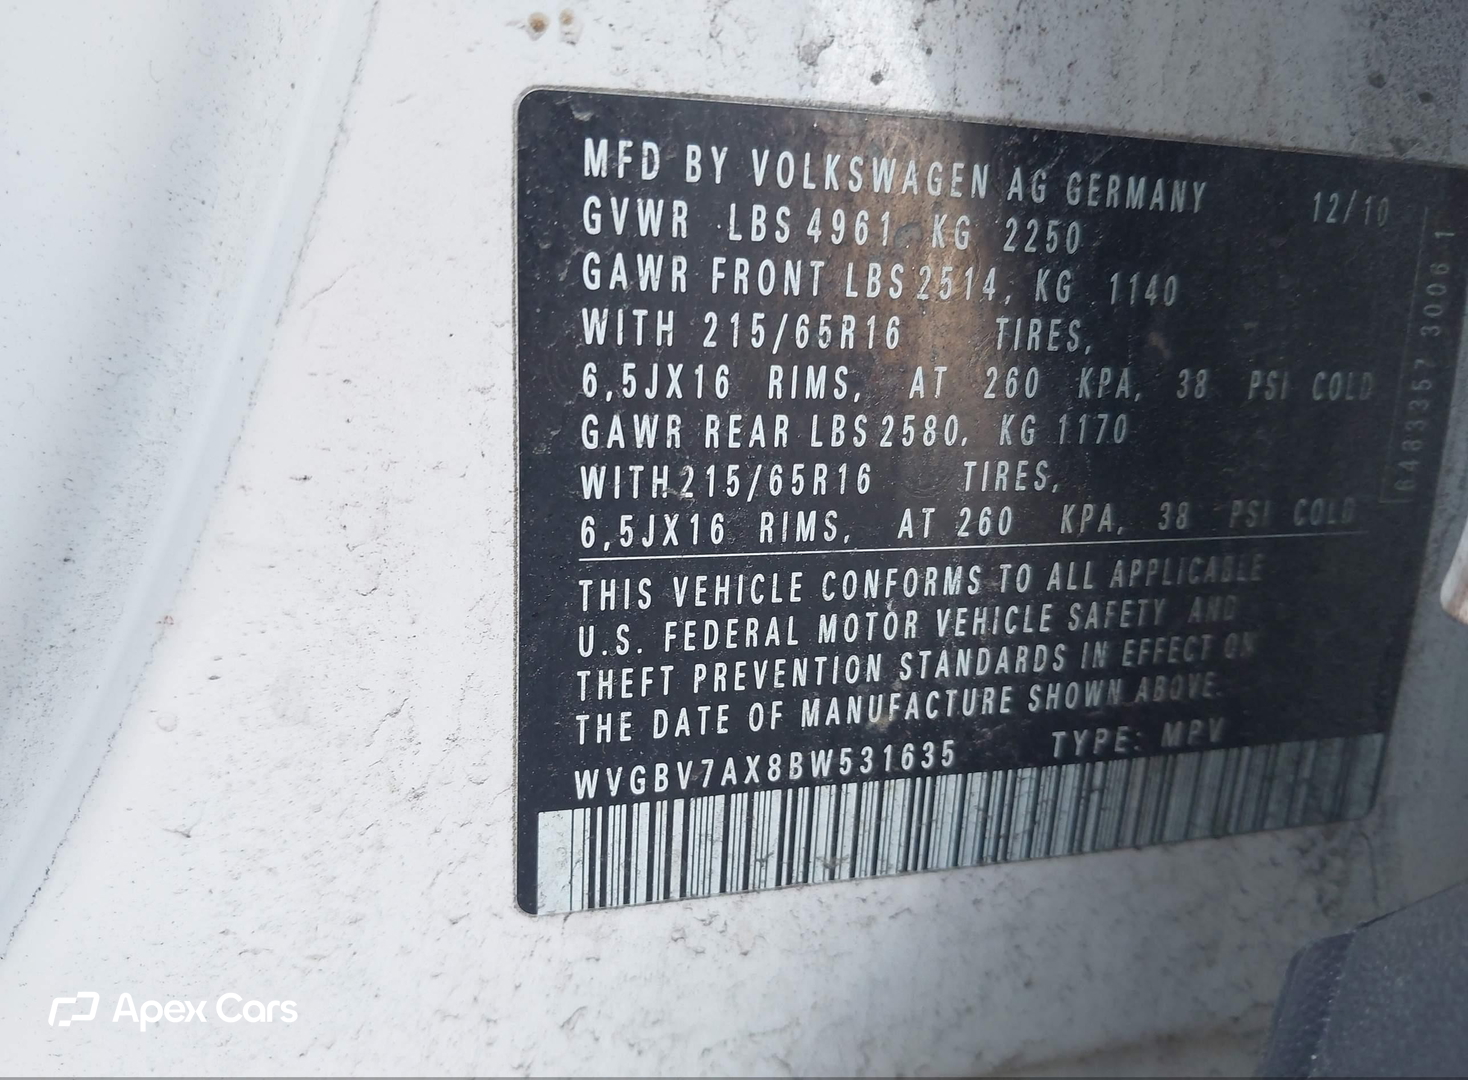 MFD BY VOLKSWAGEN AG GERMANY 12/10
GVWR LBS 4961 KG 2250
GAWR FRONT LBS 2514, KG 1140
WITH 215/65R16 TIRES,
6,5JX16 RIMS, AT 260 KPA, 38 PSI COLD
GAWR REAR LBS 2580, KG 1170
WITH 215/65R16 TIRES,
6,5JX16 RIMS, AT 260 KPA, 38 PSI COLD
THIS VEHICLE CONFORMS TO ALL APPLICABLE
U.S. FEDERAL MOTOR VEHICLE SAFETY AND
THEFT PREVENTION STANDARDS IN EFFECT ON
THE DATE OF MANUFACTURE SHOWN ABOVE.
WVGBV7AX8BW531635 TYPE: MPV
Apex Cars